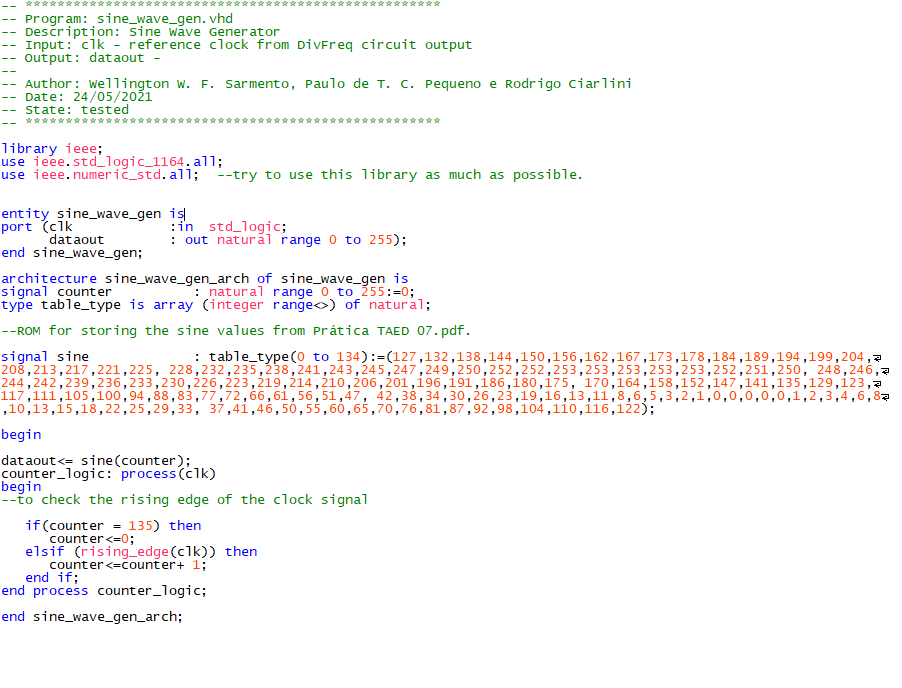 -- ****************************************************
-- Program: sine_wave_gen.vhd
-- Description: Sine Wave Generator
-- Input: clk - reference clock from DivFreq circuit output
-- Output: dataout -
--
-- Author: Wellington W. F. Sarmento, Paulo de T. C. Pequeno e Rodrigo Ciarlini
-- Date: 24/05/2021
-- State: tested
-- ****************************************************
library ieee;
use ieee.std_logic_1164.all;
use ieee.numeric_std.all;  --try to use this library as much as possible.
entity sine_wave_gen is
port (clk            :in  std_logic;
      dataout        : out natural range 0 to 255);
end sine_wave_gen;
architecture sine_wave_gen_arch of sine_wave_gen is
signal counter          : natural range 0 to 255:=0;
type table_type is array (integer range<>) of natural;
--ROM for storing the sine values from Prática TAED 07.pdf.
signal sine             : table_type(0 to 134):=(127,132,138,144,150,156,162,167,173,178,184,189,194,199,204,
208,213,217,221,225, 228,232,235,238,241,243,245,247,249,250,252,252,253,253,253,253,253,252,251,250, 248,246,
244,242,239,236,233,230,226,223,219,214,210,206,201,196,191,186,180,175, 170,164,158,152,147,141,135,129,123,
117,111,105,100,94,88,83,77,72,66,61,56,51,47, 42,38,34,30,26,23,19,16,13,11,8,6,5,3,2,1,0,0,0,0,0,1,2,3,4,6,8
,10,13,15,18,22,25,29,33, 37,41,46,50,55,60,65,70,76,81,87,92,98,104,110,116,122);
begin
dataout<= sine(counter);
counter_logic: process(clk)
begin
--to check the rising edge of the clock signal
   if(counter = 135) then
      counter<=0;
   elsif (rising_edge(clk)) then
      counter<=counter+ 1;
   end if;
end process counter_logic;
end sine_wave_gen_arch;